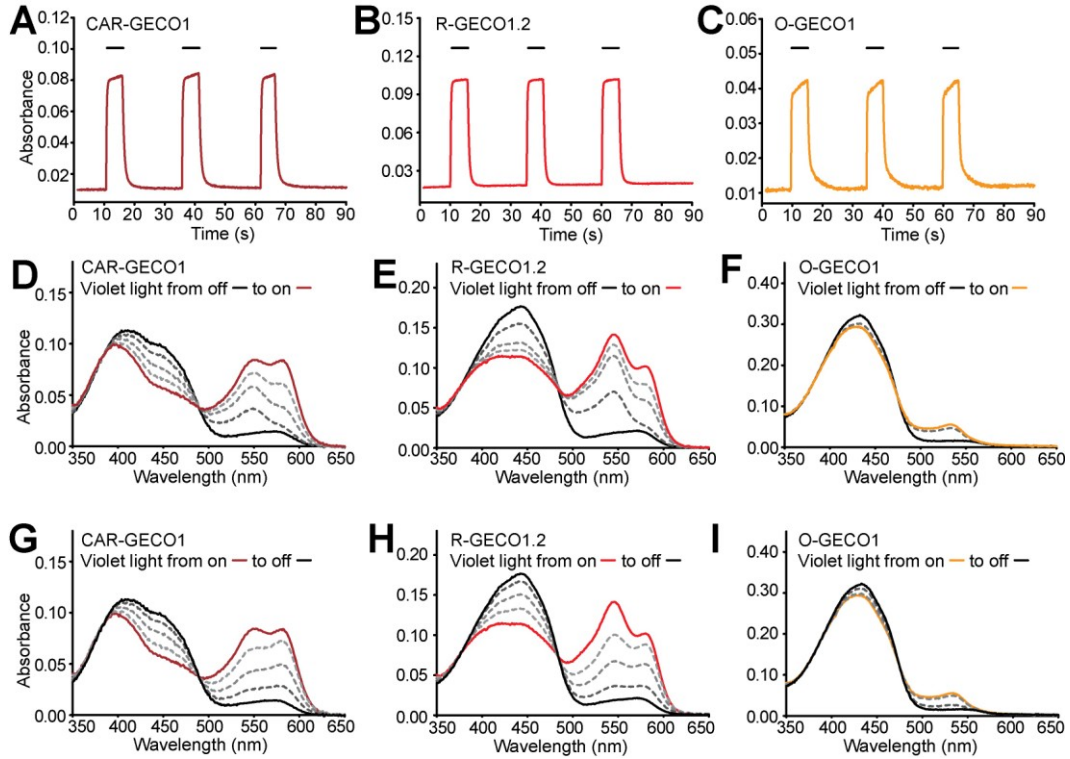 A CAR-GECO1
0.12
0.10
0.08
0.06
0.04
0.02
Absorbance
0 10 20 30 40 50 60 70 80 90
Time (s)
B R-GECO1.2
0.15
0.12
0.09
0.06
0.03
0 10 20 30 40 50 60 70 80 90
Time (s)
C O-GECO1
0.06
0.05
0.04
0.03
0.02
0.01
0 10 20 30 40 50 60 70 80 90
Time (s)
D CAR-GECO1
Violet light from off to on
0.15
0.10
0.05
0.00
Absorbance
350 400 450 500 550 600 650
Wavelength (nm)
E R-GECO1.2
Violet light from off to on
0.20
0.15
0.10
0.05
0.00
350 400 450 500 550 600 650
Wavelength (nm)
F O-GECO1
Violet light from off to on
0.40
0.30
0.20
0.10
0.00
350 400 450 500 550 600 650
Wavelength (nm)
G CAR-GECO1
Violet light from on to off
0.15
0.10
0.05
0.00
Absorbance
350 400 450 500 550 600 650
Wavelength (nm)
H R-GECO1.2
Violet light from on to off
0.20
0.15
0.10
0.05
0.00
350 400 450 500 550 600 650
Wavelength (nm)
I O-GECO1
Violet light from on to off
0.40
0.30
0.20
0.10
0.00
350 400 450 500 550 600 650
Wavelength (nm)